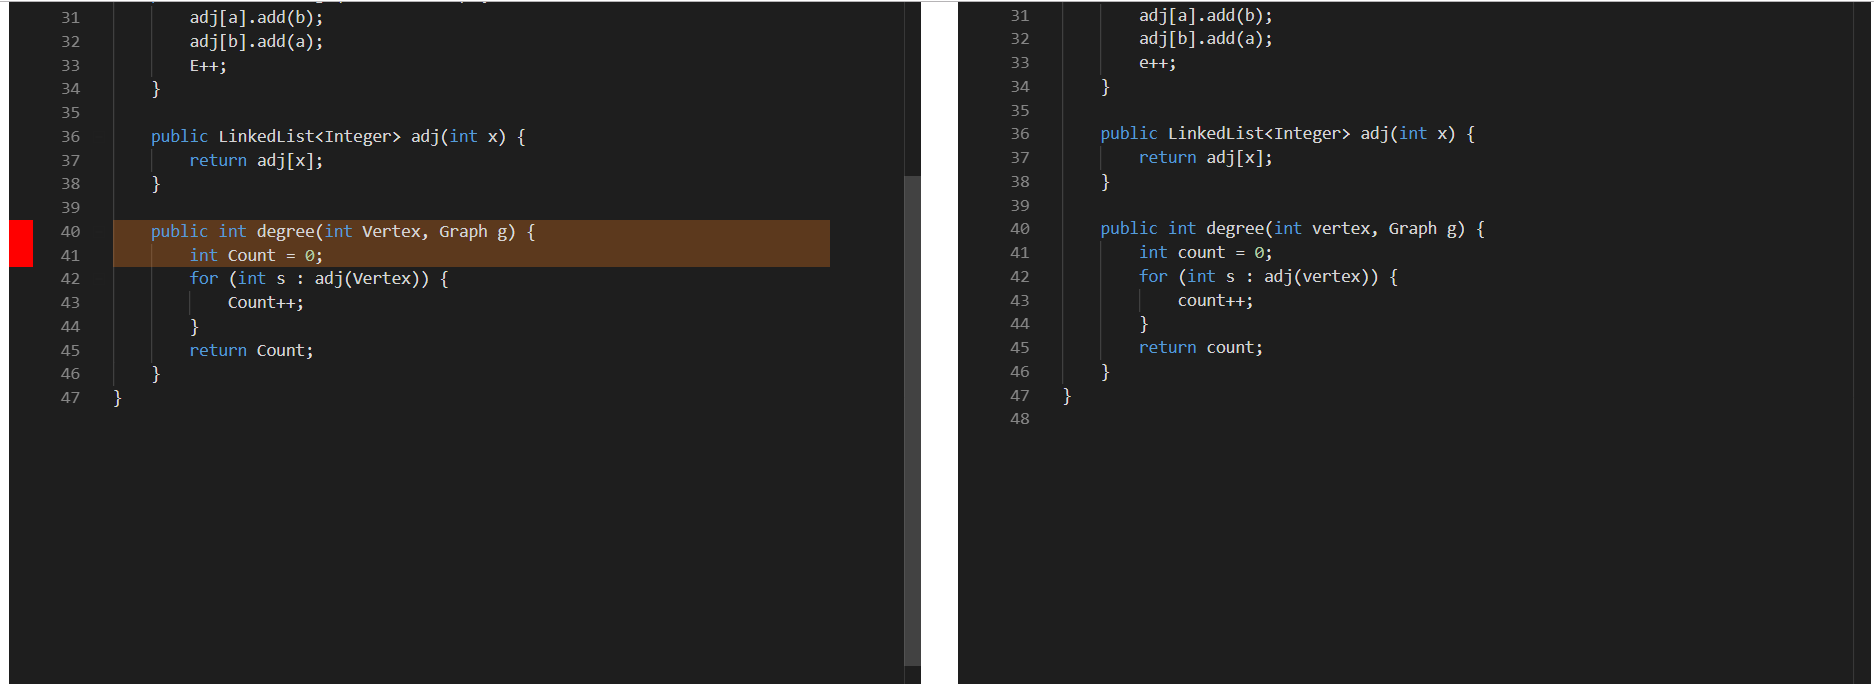 31 adj[a].add(b);
32 adj[b].add(a);
33 E++;
34 }
35
36 public LinkedList<Integer> adj(int x) {
37 return adj[x];
38 }
39
40 public int degree(int Vertex, Graph g) {
41 int Count = 0;
42 for (int s : adj(Vertex)) {
43 Count++;
44 }
45 return Count;
46 }
47 }
31 adj[a].add(b);
32 adj[b].add(a);
33 e++;
34 }
35
36 public LinkedList<Integer> adj(int x) {
37 return adj[x];
38 }
39
40 public int degree(int vertex, Graph g) {
41 int count = 0;
42 for (int s : adj(vertex)) {
43 count++;
44 }
45 return count;
46 }
47 }
48